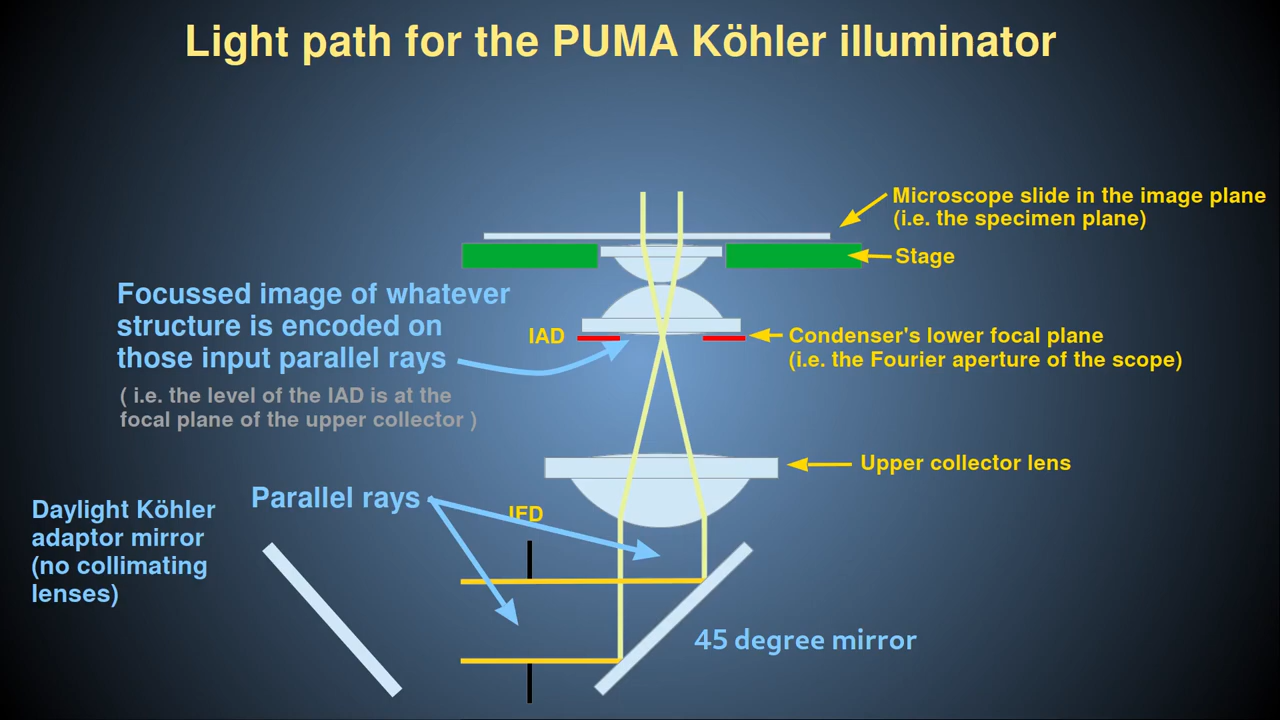 Light path for the PUMA Köhler illuminator
Microscope slide in the image plane
(i.e. the specimen plane)
Stage
Focussed image of whatever
structure is encoded on
those input parallel rays
IAD
Condenser's lower focal plane
(i.e. the Fourier aperture of the scope)
( i.e. the level of the IAD is at the
focal plane of the upper collector )
Upper collector lens
Parallel rays
IFD
Daylight Köhler
adaptor mirror
(no collimating
lenses)
45 degree mirror